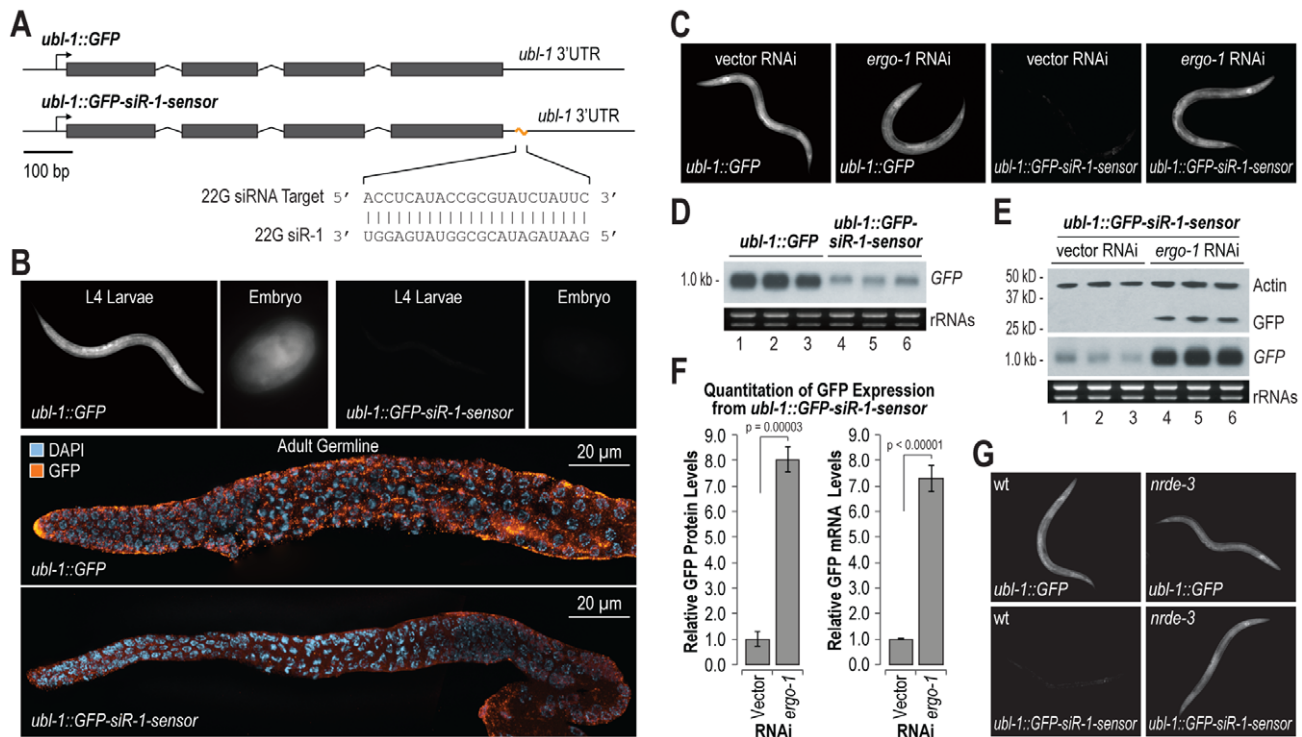 A
ubl-1::GFP
ubl-1 3'UTR
ubl-1::GFP-siR-1-sensor
ubl-1 3'UTR
100 bp
22G siRNA Target 5' ACCUCAUACCGCGUAUCUAUUC 3'
22G siR-1 3' UGGAGUAUGGCGCAUAGAUAAG 5'
B
L4 Larvae Embryo L4 Larvae Embryo
ubl-1::GFP ubl-1::GFP-siR-1-sensor
DAPI
GFP
Adult Germline
20 µm
ubl-1::GFP
20 µm
ubl-1::GFP-siR-1-sensor
C
vector RNAi ergo-1 RNAi vector RNAi ergo-1 RNAi
ubl-1::GFP ubl-1::GFP ubl-1::GFP-siR-1-sensor ubl-1::GFP-siR-1-sensor
D
ubl-1::GFP
ubl-1::GFP-
siR-1-sensor
1.0 kb - GFP
rRNAs
1 2 3 4 5 6
E
ubl-1::GFP-siR-1-sensor
vector RNAi ergo-1 RNAi
50 kD - Actin
37 kD -
25 kD - GFP
1.0 kb - GFP
rRNAs
1 2 3 4 5 6
F
Quantitation of GFP Expression
from ubl-1::GFP-siR-1-sensor
p = 0.00003
Relative GFP Protein Levels
9.0
8.0
7.0
6.0
5.0
4.0
3.0
2.0
1.0
0.0
Vector
ergo-1
RNAi
p < 0.00001
Relative GFP mRNA Levels
9.0
8.0
7.0
6.0
5.0
4.0
3.0
2.0
1.0
0.0
Vector
ergo-1
RNAi
G
wt nrde-3
ubl-1::GFP ubl-1::GFP
wt nrde-3
ubl-1::GFP-siR-1-sensor ubl-1::GFP-siR-1-sensor